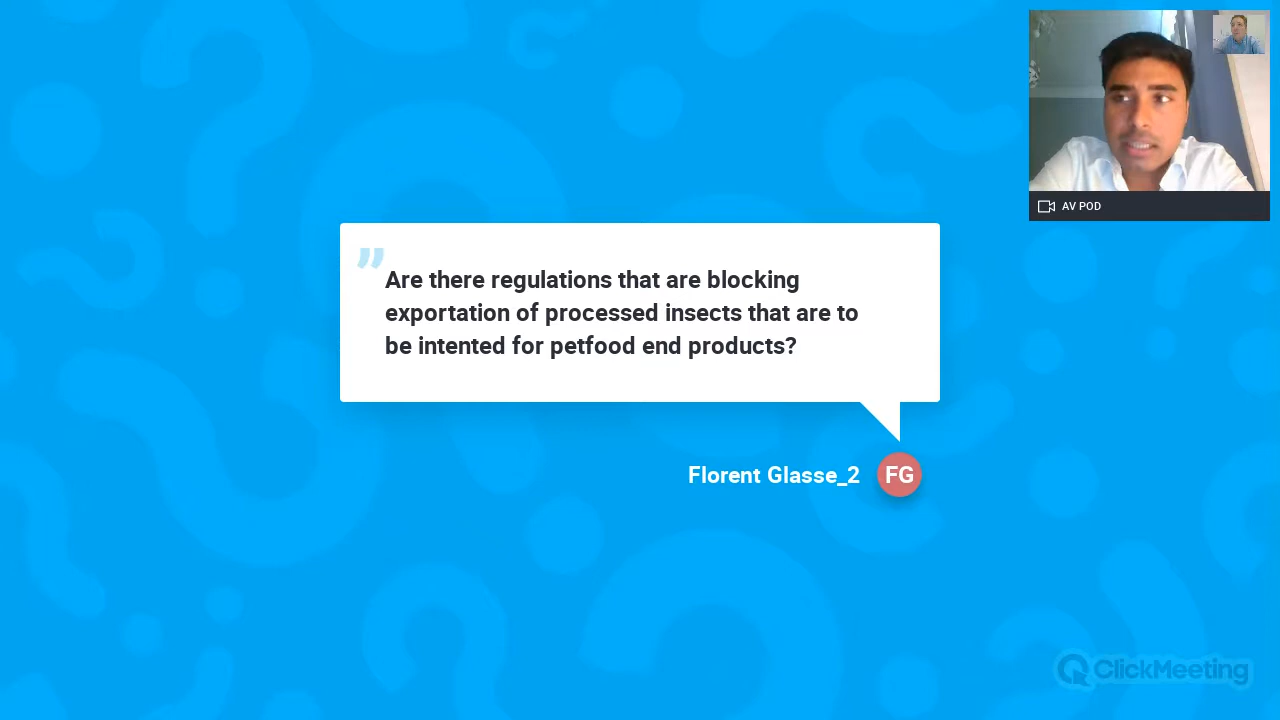 AV POD
”
Are there regulations that are blocking
exportation of processed insects that are to
be intented for petfood end products?
Florent Glasse_2
FG
ClickMeeting